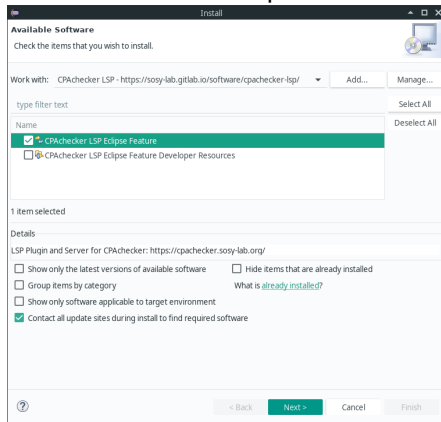 Install
Available Software
Check the items that you wish to install.
Work with: CPAchecker LSP - https://sosy-lab.gitlab.io/software/cpachecker-lsp/ Add... Manage...
type filter text Select All
Name Deselect All
CPAchecker LSP Eclipse Feature
CPAchecker LSP Eclipse Feature Developer Resources
1 item selected
Details
LSP Plugin and Server for CPAchecker: https://cpachecker.sosy-lab.org/
Show only the latest versions of available software Hide items that are already installed
Group items by category What is already installed?
Show only software applicable to target environment
Contact all update sites during install to find required software
? < Back Next > Cancel Finish